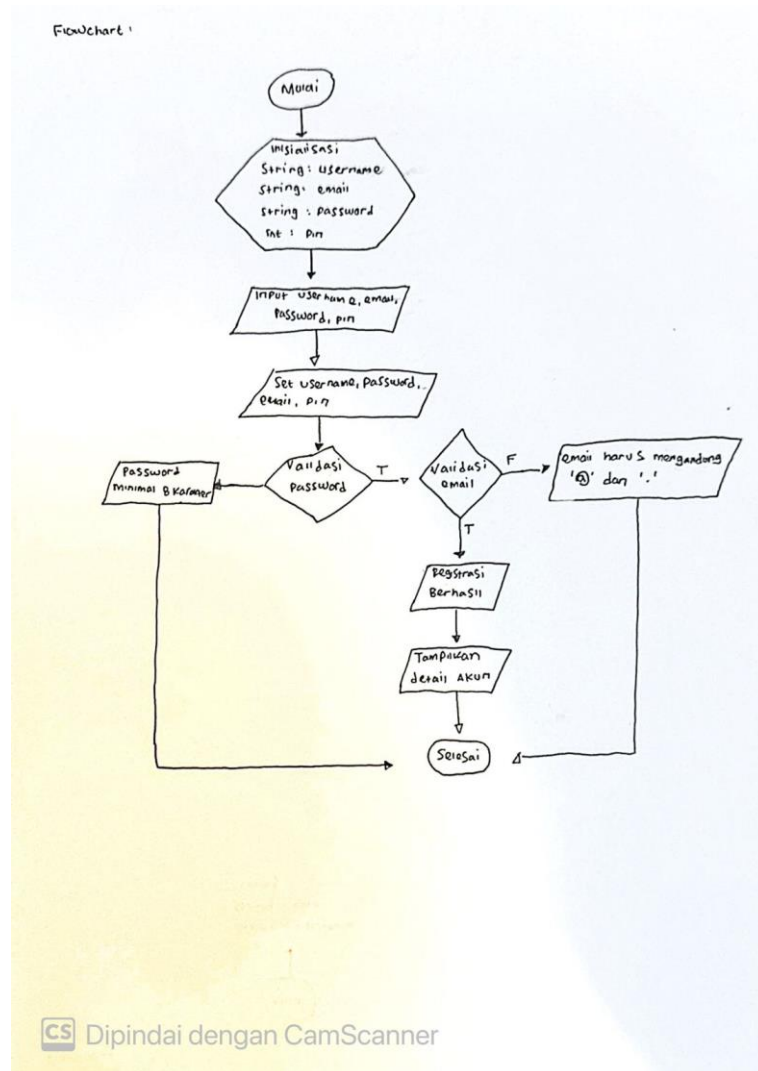 Flowchart :
Mulai
Inisialisasi
String : username
String : email
String : password
Int : pin
Input username, email,
Password, pin
Set username, password,
email, pin
Validasi
Password
T
Validasi
email
F
email harus mengandong
'@' dan '.'
Password
minimal 8 Karakter
T
Regstrasi
Berhasil
Tampilkan
detail AKun
Selesai
CS Dipindai dengan CamScanner